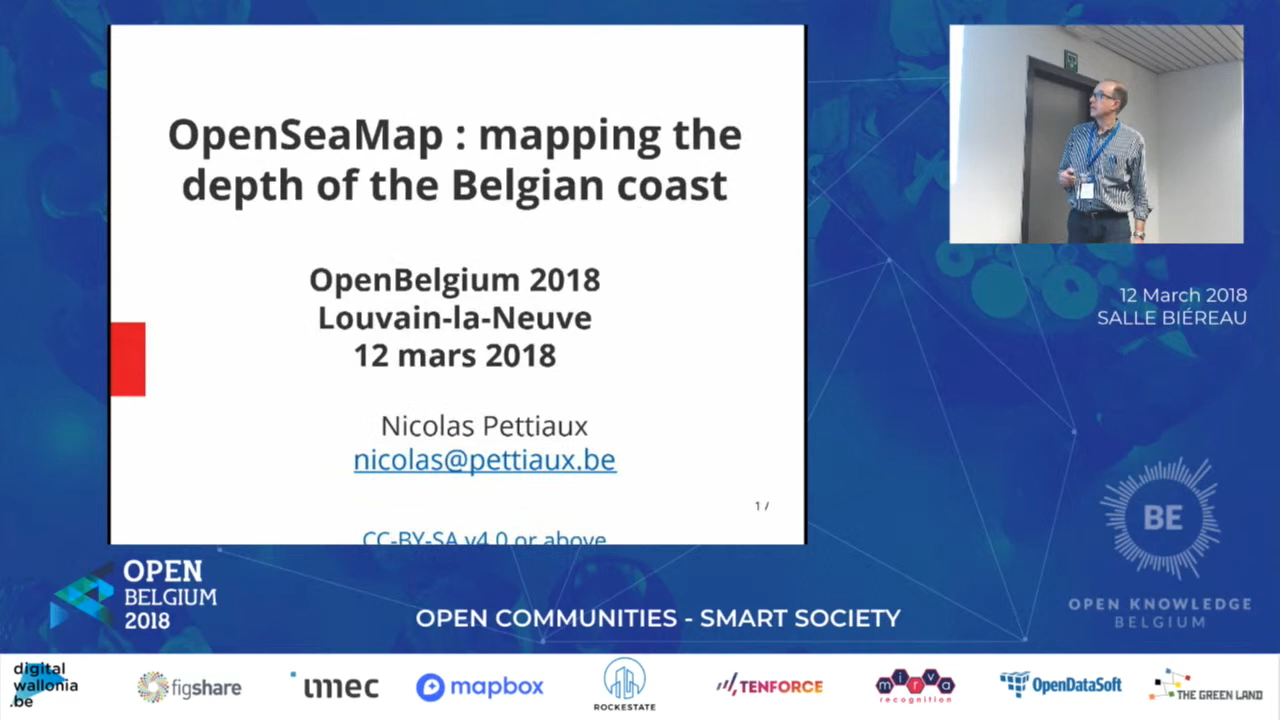 OpenSeaMap : mapping the
depth of the Belgian coast
OpenBelgium 2018
Louvain-la-Neuve
12 mars 2018
Nicolas Pettiaux
nicolas@pettiaux.be
1 /
CC-BY-SA v4.0 or above
12 March 2018
SALLE BIÉREAU
BE
OPEN KNOWLEDGE
BELGIUM
OPEN
BELGIUM
2018
OPEN COMMUNITIES - SMART SOCIETY
digital
wallonia
.be
figshare
imec
mapbox
ROCKESTATE
TENFORCE
mirva
recognition
OpenDataSoft
THE GREEN LAND